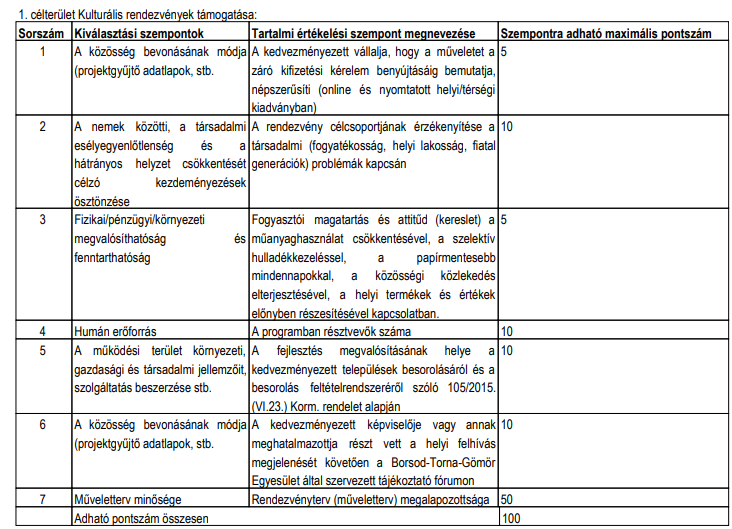 1. célterület Kulturális rendezvények támogatása:
Sorszám Kiválasztási szempontok Tartalmi értékelési szempont megnevezése Szempontra adható maximális pontszám
1 A közösség bevonásának módja (projektgyűjtő adatlapok, stb. A kedvezményezett vállalja, hogy a műveletet a záró kifizetési kérelem benyújtásáig bemutatja, népszerűsíti (online és nyomtatott helyi/térségi kiadványban) 5
2 A nemek közötti, a társadalmi esélyegyenlőtlenség és a hátrányos helyzet csökkentését célzó kezdeményezések ösztönzése A rendezvény célcsoportjának érzékenyítése a társadalmi (fogyatékosság, helyi lakosság, fiatal generációk) problémák kapcsán 10
3 Fizikai/pénzügyi/környezeti megvalósíthatóság és fenntarthatóság Fogyasztói magatartás és attitűd (kereslet) a műanyaghasználat csökkentésével, a szelektív hulladékkezeléssel, a papírmentesebb mindennapokkal, a közösségi közlekedés elterjesztésével, a helyi termékek és értékek előnyben részesítésével kapcsolatban. 5
4 Humán erőforrás A programban résztvevők száma 10
5 A működési terület környezeti, gazdasági és társadalmi jellemzőit, szolgáltatás beszerzése stb. A fejlesztés megvalósításának helye a kedvezményezett települések besorolásáról és a besorolás feltételrendszeréről szóló 105/2015. (VI.23.) Korm. rendelet alapján 10
6 A közösség bevonásának módja (projektgyűjtő adatlapok, stb. A kedvezményezett képviselője vagy annak meghatalmazottja részt vett a helyi felhívás megjelenését követően a Borsod-Torna-Gömör Egyesület által szervezett tájékoztató fórumon 10
7 Műveletterv minősége Rendezvényterv (műveletterv) megalapozottsága 50
Adható pontszám összesen 100